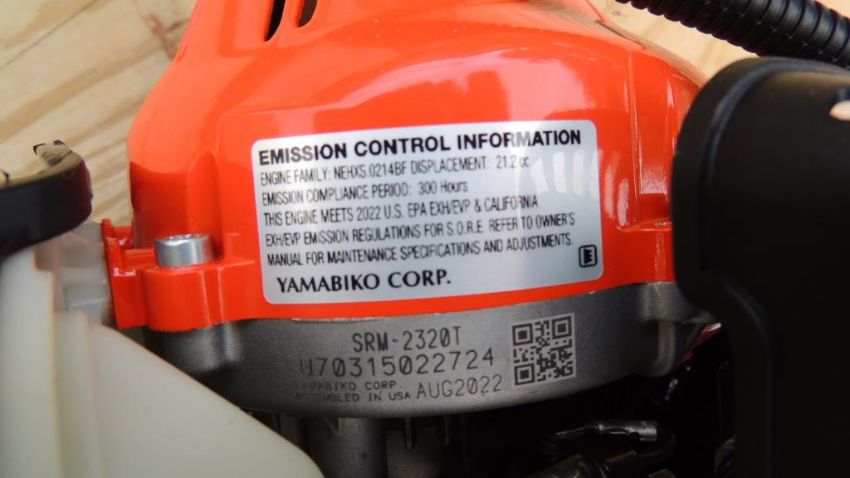 EMISSION CONTROL INFORMATION
ENGINE FAMILY: NEHXS.0214BF DISPLACEMENT: 21.2 cc
EMISSION COMPLIANCE PERIOD: 300 Hours
THIS ENGINE MEETS 2022 U.S. EPA EXH/EVP & CALIFORNIA
EXH/EVP EMISSION REGULATIONS FOR S.O.R.E. REFER TO OWNER'S
MANUAL FOR MAINTENANCE SPECIFICATIONS AND ADJUSTMENTS.
YAMABIKO CORP.
SRM-2320T
U70315022724
YAMABIKO CORP. AUG2022
ASSEMBLED IN USA